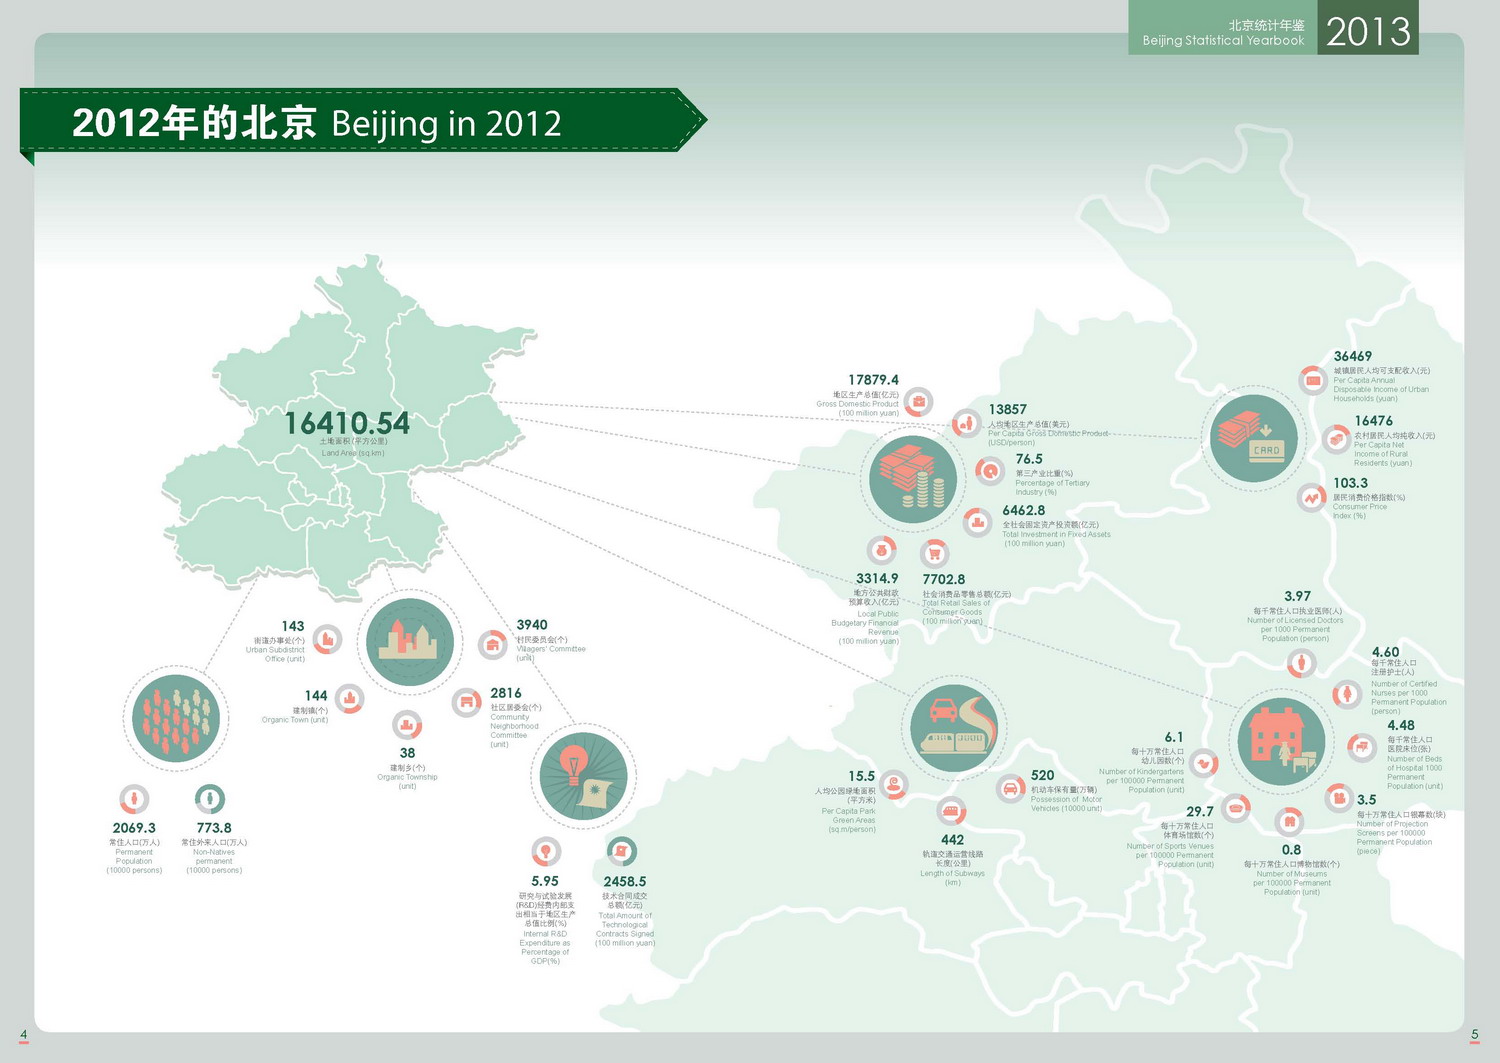 北京统计年鉴
Beijing Statistical Yearbook
2013
2012年的北京 Beijing in 2012
16410.54
土地面积(平方公里)
Land Area (sq.km)
143
街道办事处(个)
Urban Subdistrict
Office (unit)
144
建制镇(个)
Organic Town (unit)
38
建制乡(个)
Organic Township
(unit)
3940
村民委员会(个)
Villagers' Committee
(unit)
2816
社区居委会(个)
Community
Neighborhood
Committee
(unit)
2069.3
常住人口(万人)
Permanent
Population
(10000 persons)
773.8
常住外来人口(万人)
Non-Natives
permanent
(10000 persons)
5.95
研究与试验发展
(R&D)经费内部支
出相当于地区生产
总值比例(%)
Internal R&D
Expenditure as
Percentage of
GDP(%)
2458.5
技术合同成交
总额(亿元)
Total Amount of
Technological
Contracts Signed
(100 million yuan)
17879.4
地区生产总值(亿元)
Gross Domestic Product
(100 million yuan)
13857
人均地区生产总值(美元)
Per Capita Gross Domestic Product
(USD/person)
76.5
第三产业比重(%)
Percentage of Tertiary
Industry (%)
6462.8
全社会固定资产投资额(亿元)
Total Investment in Fixed Assets
(100 million yuan)
3314.9
地方公共财政
预算收入(亿元)
Local Public
Budgetary Financial
Revenue
(100 million yuan)
7702.8
社会消费品零售总额(亿元)
Total Retail Sales of
Consumer Goods
(100 million yuan)
CARD
36469
城镇居民人均可支配收入(元)
Per Capita Annual
Disposable Income of Urban
Households (yuan)
16476
农村居民人均纯收入(元)
Per Capita Net
Income of Rural
Residents (yuan)
103.3
居民消费价格指数(%)
Consumer Price
Index (%)
15.5
人均公园绿地面积
(平方米)
Per Capita Park
Green Areas
(sq.m/person)
442
轨道交通运营线路
长度(公里)
Length of Subways
(km)
520
机动车保有量(万辆)
Possession of Motor
Vehicles (10000 unit)
3.97
每千常住人口执业医师(人)
Number of Licensed Doctors
per 1000 Permanent
Population (person)
4.60
每千常住人口
注册护士(人)
Number of Certified
Nurses per 1000
Permanent Population
(person)
4.48
每千常住人口
医院床位(张)
Number of Beds
of Hospital 1000
Permanent
Population (unit)
3.5
每十万常住人口银幕数(块)
Number of Projection
Screens per 100000
Permanent Population
(piece)
0.8
每十万常住人口博物馆数(个)
Number of Museums
per 100000 Permanent
Population (unit)
29.7
每十万常住人口
体育场馆数(个)
Number of Sports Venues
per 100000 Permanent
Population (unit)
6.1
每十万常住人口
幼儿园数(个)
Number of Kindergartens
per 100000 Permanent
Population (unit)
4
5